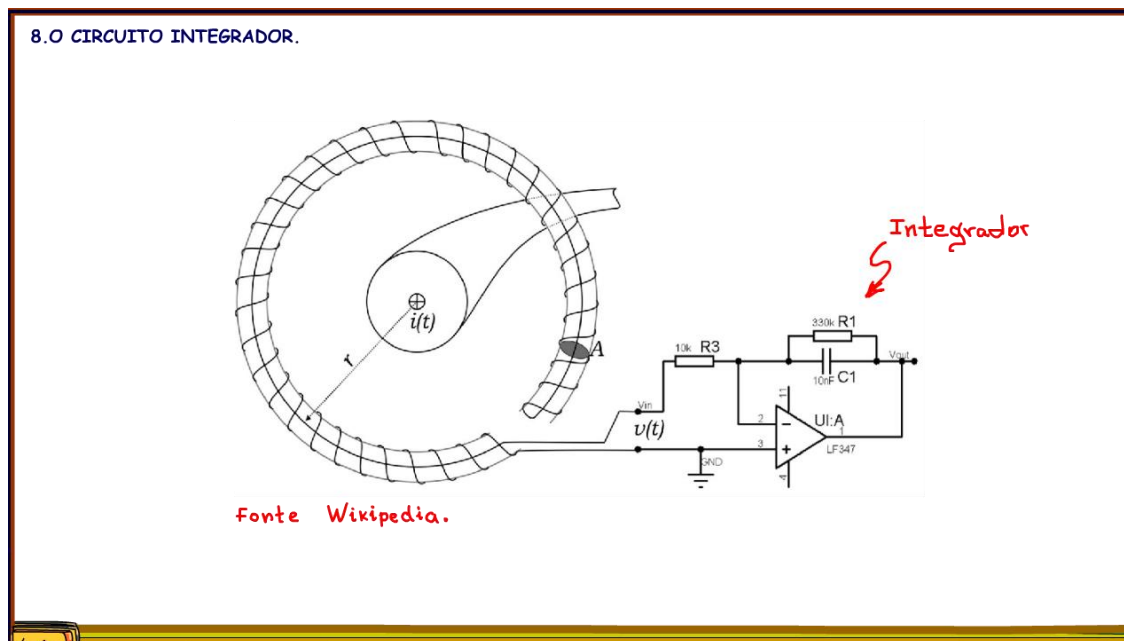 8.O CIRCUITO INTEGRADOR.
Integrador
i(t)
r
A
330k R1
10k R3
10nF C1
Vout
Vin
v(t)
11
2
UI:A
1
3
LF347
GND
4
Fonte Wikipedia.